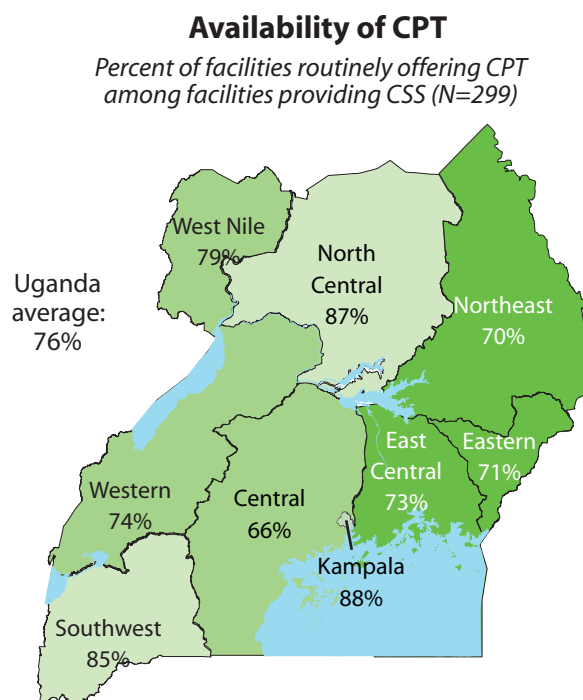 Availability of CPT
Percent of facilities routinely offering CPT
among facilities providing CSS (N=299)
West Nile
79%
North
Central
87%
Uganda
average:
76%
Northeast
70%
East
Central
73%
Eastern
71%
Western
74%
Central
66%
Kampala
88%
Southwest
85%